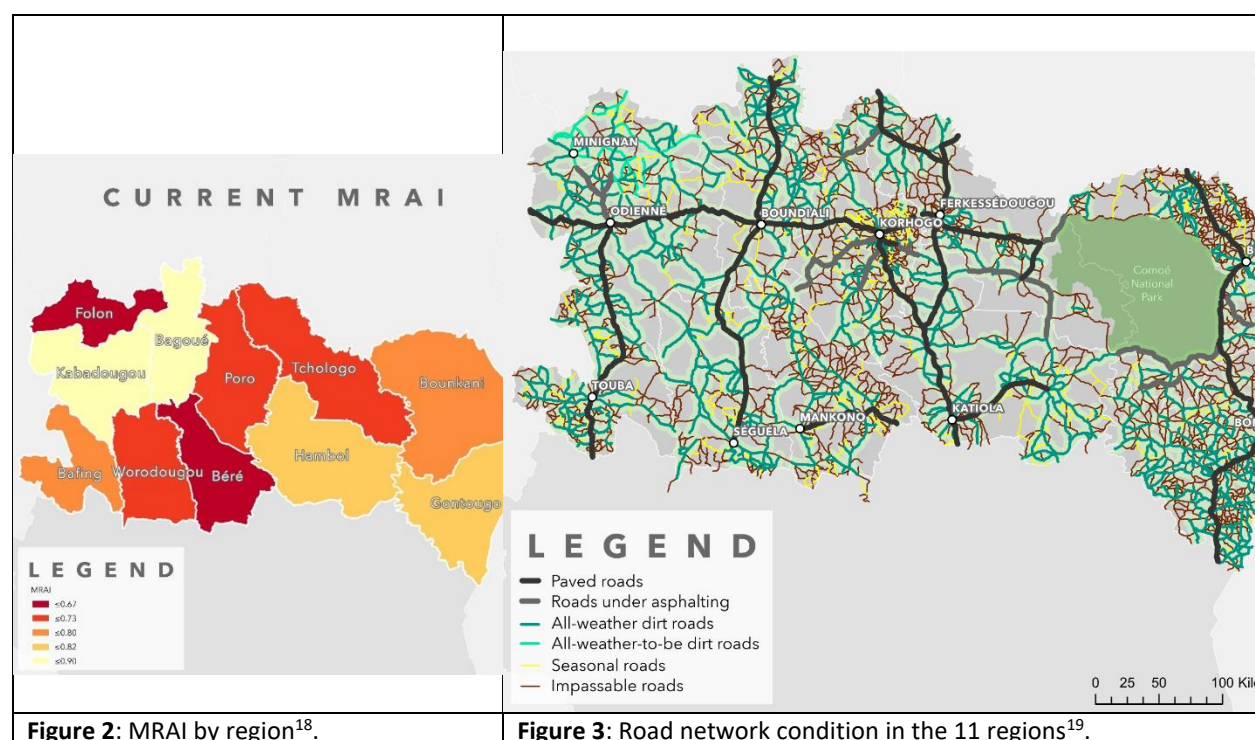 CURRENT MRAI
Folon
Bagoué
Kabadougou
Poro
Tchologo
Bounkani
Bafing
Worodougou
Béré
Hambol
Gontougo
LEGEND
MRAI
≤0.67
≤0.73
≤0.80
≤0.82
≤0.90
Figure 2: MRAI by region18.
MINIGNAN
ODIENNÉ
BOUNDIALI
KORHOGO
FERKESSÉDOUGOU
B
Comoé
National
Park
TOUBA
SÉGUÉLA
MANKONO
KATIOLA
BO
LEGEND
Paved roads
Roads under asphalting
All-weather dirt roads
All-weather-to-be dirt roads
Seasonal roads
Impassable roads
0 25 50 100 Kil
Figure 3: Road network condition in the 11 regions19.